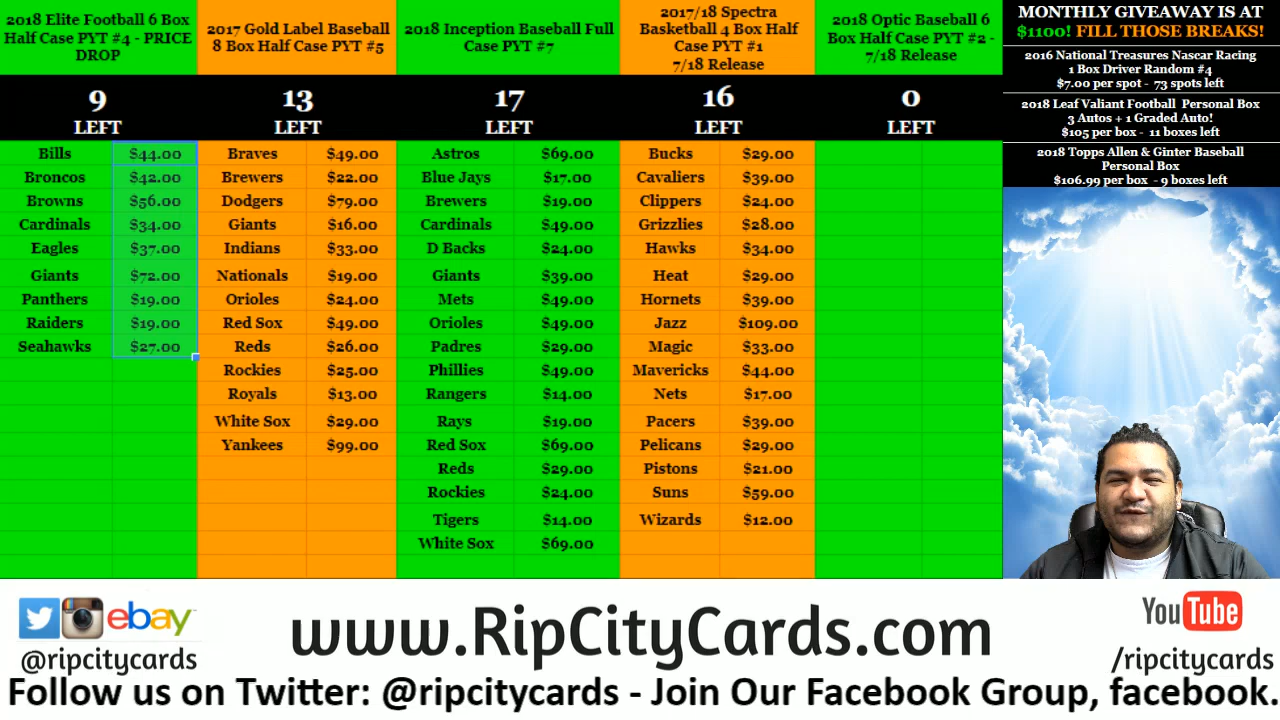 2018 Elite Football 6 Box
Half Case PYT #4 - PRICE
DROP
9
LEFT
Bills $44.00
Broncos $42.00
Browns $56.00
Cardinals $34.00
Eagles $37.00
Giants $72.00
Panthers $19.00
Raiders $19.00
Seahawks $27.00
2017 Gold Label Baseball
8 Box Half Case PYT #5
13
LEFT
Braves $49.00
Brewers $22.00
Dodgers $79.00
Giants $16.00
Indians $33.00
Nationals $19.00
Orioles $24.00
Red Sox $49.00
Reds $26.00
Rockies $25.00
Royals $13.00
White Sox $29.00
Yankees $99.00
2018 Inception Baseball Full
Case PYT #7
17
LEFT
Astros $69.00
Blue Jays $17.00
Brewers $19.00
Cardinals $49.00
D Backs $24.00
Giants $39.00
Mets $49.00
Orioles $49.00
Padres $29.00
Phillies $49.00
Rangers $14.00
Rays $19.00
Red Sox $69.00
Reds $29.00
Rockies $24.00
Tigers $14.00
White Sox $69.00
2017/18 Spectra
Basketball 4 Box Half
Case PYT #1
7/18 Release
16
LEFT
Bucks $29.00
Cavaliers $39.00
Clippers $24.00
Grizzlies $28.00
Hawks $34.00
Heat $29.00
Hornets $39.00
Jazz $109.00
Magic $33.00
Mavericks $44.00
Nets $17.00
Pacers $39.00
Pelicans $29.00
Pistons $21.00
Suns $59.00
Wizards $12.00
2018 Optic Baseball 6
Box Half Case PYT #2 -
7/18 Release
0
LEFT
MONTHLY GIVEAWAY IS AT
$1100! FILL THOSE BREAKS!
2016 National Treasures Nascar Racing
1 Box Driver Random #4
$7.00 per spot - 73 spots left
2018 Leaf Valiant Football Personal Box
3 Autos + 1 Graded Auto!
$105 per box - 11 boxes left
2018 Topps Allen & Ginter Baseball
Personal Box
$106.99 per box - 9 boxes left
ebay
@ripcitycards
www.RipCityCards.com
YouTube
/ripcitycards
Follow us on Twitter: @ripcitycards - Join Our Facebook Group, facebook.